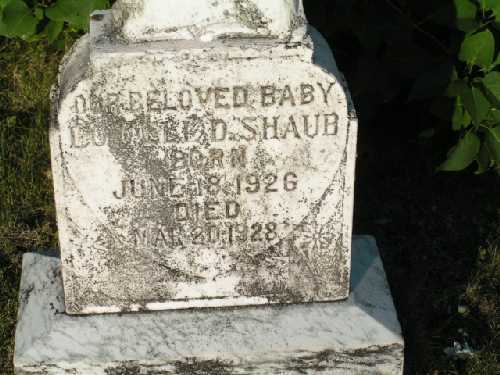 OUR BELOVED BABY
D. SHAUB
BORN
JUNE 18, 1926
DIED
MAR. 20, 1928